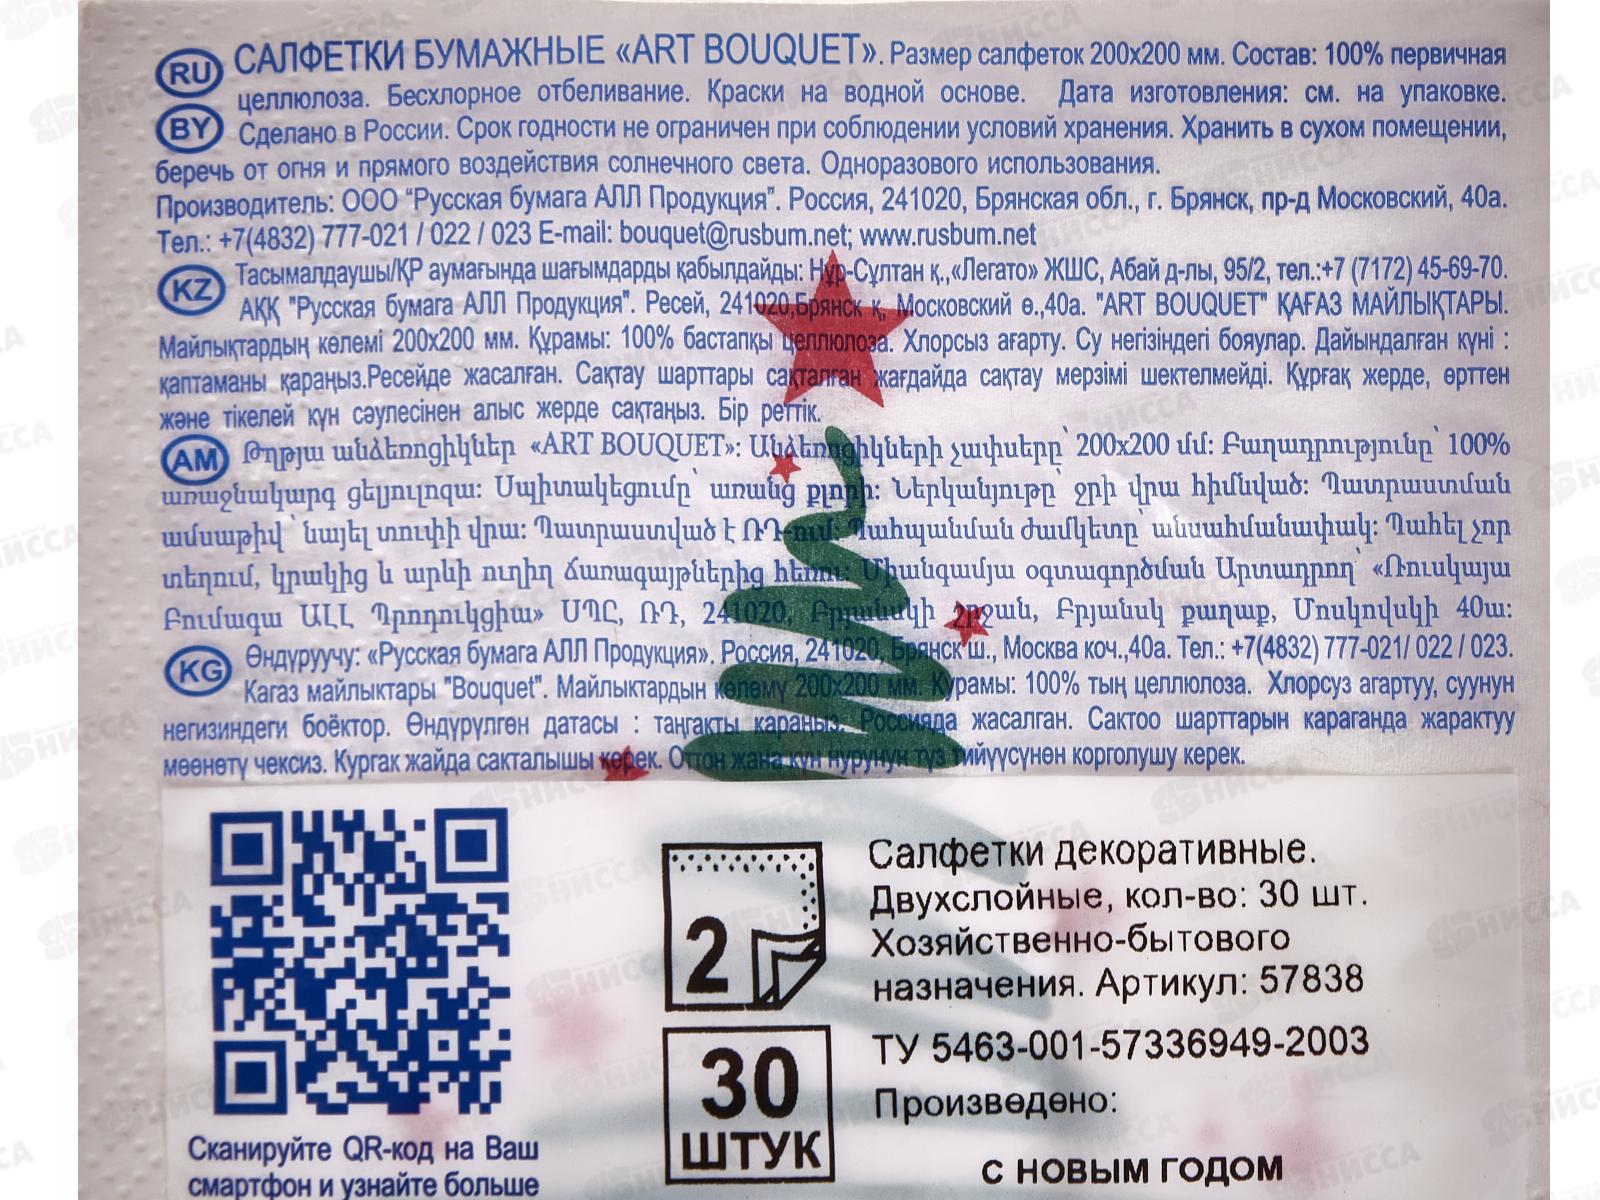 RU САЛФЕТКИ БУМАЖНЫЕ «ART BOUQUET». Размер салфеток 200х200 мм. Состав: 100% первичная
целлюлоза. Бесхлорное отбеливание. Краски на водной основе. Дата изготовления: см. на упаковке.
BY Сделано в России. Срок годности не ограничен при соблюдении условий хранения. Хранить в сухом помещении,
беречь от огня и прямого воздействия солнечного света. Одноразового использования.
Производитель: ООО "Русская бумага АЛЛ Продукция". Россия, 241020, Брянская обл., г. Брянск, пр-д Московский, 40а.
Тел.: +7(4832) 777-021 / 022 / 023 E-mail: bouquet@rusbum.net; www.rusbum.net
KZ Тасымалдаушы/ҚР аумағында шағымдарды қабылдайды: Нұр-Сұлтан қ.,«Легато» ЖШС, Абай д-лы, 95/2, тел.:+7 (7172) 45-69-70.
АҚҚ "Русская бумага АЛЛ Продукция". Ресей, 241020,Брянск қ, Московский ө.,40а. "ART BOUQUET" ҚАҒАЗ МАЙЛЫҚТАРЫ.
Майлықтардың көлемі 200х200 мм. Құрамы: 100% бастапқы целлюлоза. Хлорсыз ағарту. Су негізіндегі бояулар. Дайындалған күні :
қаптаманы қараңыз.Ресейде жасалған. Сақтау шарттары сақталған жағдайда сақтау мерзімі шектелмейді. Құрғақ жерде, өрттен
және тікелей күн сәулесінен алыс жерде сақтаңыз. Бір реттік.
AM Թղթյա անձեռոցիկներ «ART BOUQUET»: Անձեռոցիկների չափսերը՝ 200x200 մմ: Բաղադրությունը՝ 100%
առաջնակարգ ցելյուլոզա: Սպիտակեցումը՝ առանց քլորի: Ներկանյութը՝ ջրի վրա հիմնված: Պատրաստման
ամսաթիվ՝ նայել տուփի վրա: Պատրաստված է ՌԴ-ում: Պահպանման ժամկետը՝ անսահմանափակ: Պահել չոր
տեղում, կրակից և արևի ուղիղ ճառագայթներից հեռու: Միանգամյա օգտագործման Արտադրող՝ «Ռուսկայա
Բումագա ԱԼԼ Պրոդուկցիա» ՍՊԸ, ՌԴ, 241020, Բրյանսկի շրջան, Բրյանսկ քաղաք, Մոսկովսկի 40ա:
KG Өндүруучу: «Русская бумага АЛЛ Продукция». Россия, 241020, Брянск ш., Москва коч.,40а. Тел.: +7(4832) 777-021/ 022 / 023.
Кагаз майлыктары "Bouquet". Майлыктардын көлөмү 200х200 мм. Курамы: 100% тың целлюлоза. Хлорсуз агартуу, суунун
негизиндеги боёктор. Өндүрүлгөн датасы : таңгакты караңыз. Россияда жасалган. Сактоо шарттарын караганда жарактуу
мөөнөтү чексиз. Кургак жайда сакталышы керек. Оттон жана күн нурунун түз тийүүсүнөн корголушу керек.
2
30
ШТУК
Салфетки декоративные.
Двухслойные, кол-во: 30 шт.
Хозяйственно-бытового
назначения. Артикул: 57838
ТУ 5463-001-57336949-2003
Произведено:
С НОВЫМ ГОДОМ
Сканируйте QR-код на Ваш
смартфон и узнайте больше